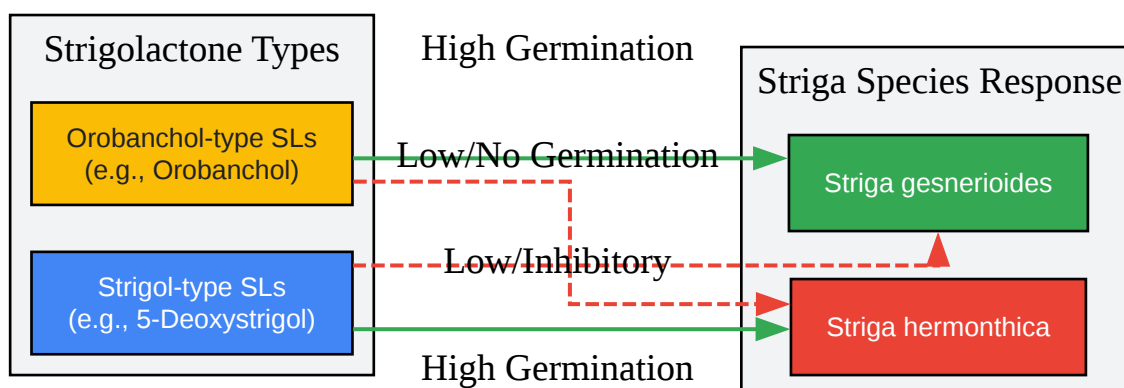 Strigolactone Types
Orobanchol-type SLs
(e.g., Orobanchol)
Strigol-type SLs
(e.g., 5-Deoxystrigol)
High Germination
Low/No Germination
Low/Inhibitory
High Germination
Striga Species Response
Striga gesnerioides
Striga hermonthica